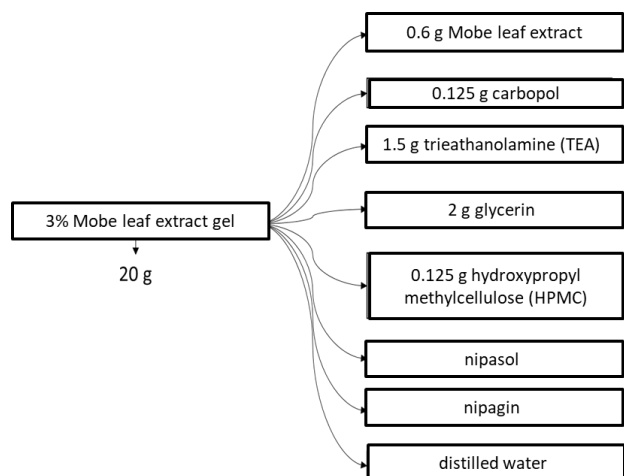 3% Mobe leaf extract gel
20 g
0.6 g Mobe leaf extract
0.125 g carbopol
1.5 g trieathanolamine (TEA)
2 g glycerin
0.125 g hydroxypropyl
methylcellulose (HPMC)
nipasol
nipagin
distilled water